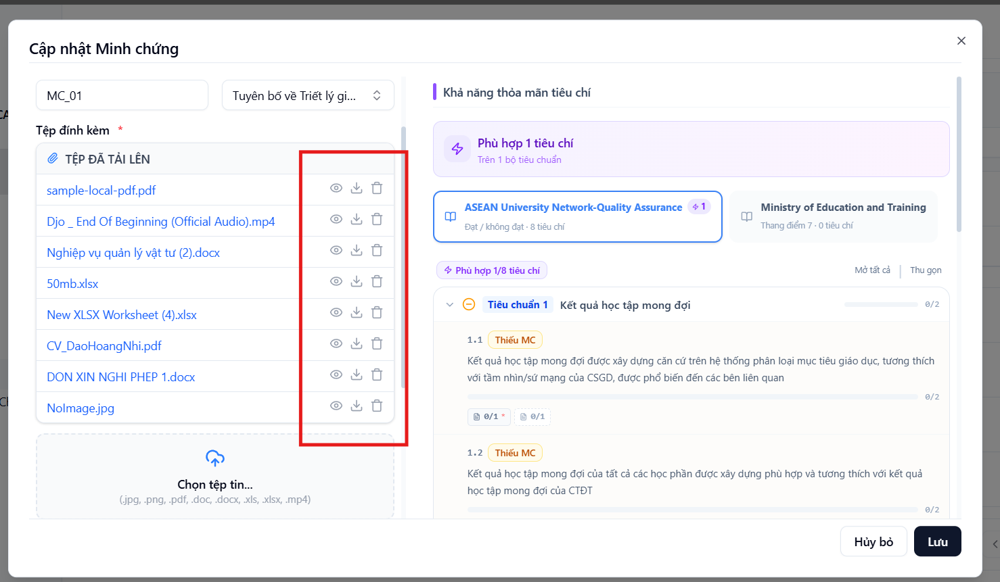 Cập nhật Minh chứng
MC_01
Tuyên bố về Triết lý gi...
Tệp đính kèm *
TỆP ĐÃ TẢI LÊN
sample-local-pdf.pdf
Djo _ End Of Beginning (Official Audio).mp4
Nghiệp vụ quản lý vật tư (2).docx
50mb.xlsx
New XLSX Worksheet (4).xlsx
CV_DaoHoangNhi.pdf
DON XIN NGHI PHEP 1.docx
NoImage.jpg
Chọn tệp tin...
(.jpg, .png, .pdf, .doc, .docx, .xls, .xlsx, .mp4)
Khả năng thỏa mãn tiêu chí
Phù hợp 1 tiêu chí
Trên 1 bộ tiêu chuẩn
ASEAN University Network-Quality Assurance 1
Đạt / không đạt · 8 tiêu chí
Ministry of Education and Training
Thang điểm 7 · 0 tiêu chí
Phù hợp 1/8 tiêu chí
Mở tất cả | Thu gọn
Tiêu chuẩn 1 Kết quả học tập mong đợi 0/2
1.1 Thiếu MC
Kết quả học tập mong đợi được xây dựng căn cứ trên hệ thống phân loại mục tiêu giáo dục, tương thích
với tầm nhìn/sứ mạng của CSGD, được phổ biến đến các bên liên quan
0/2
0/1 * 0/1
1.2 Thiếu MC
Kết quả học tập mong đợi của tất cả các học phần được xây dựng phù hợp và tương thích với kết quả
học tập mong đợi của CTĐT
0/2
Hủy bỏ
Lưu